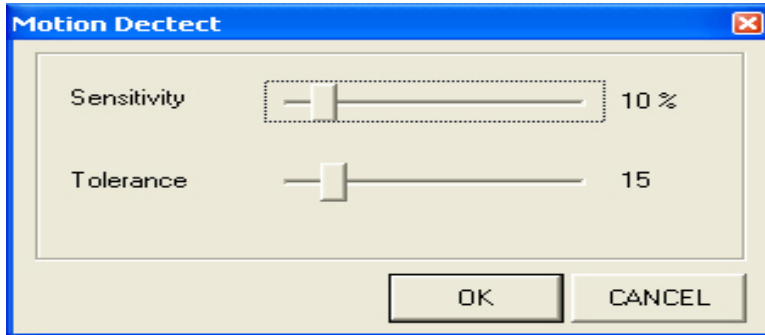 Motion Dectect
Sensitivity 10 %
Tolerance 15
OK CANCEL